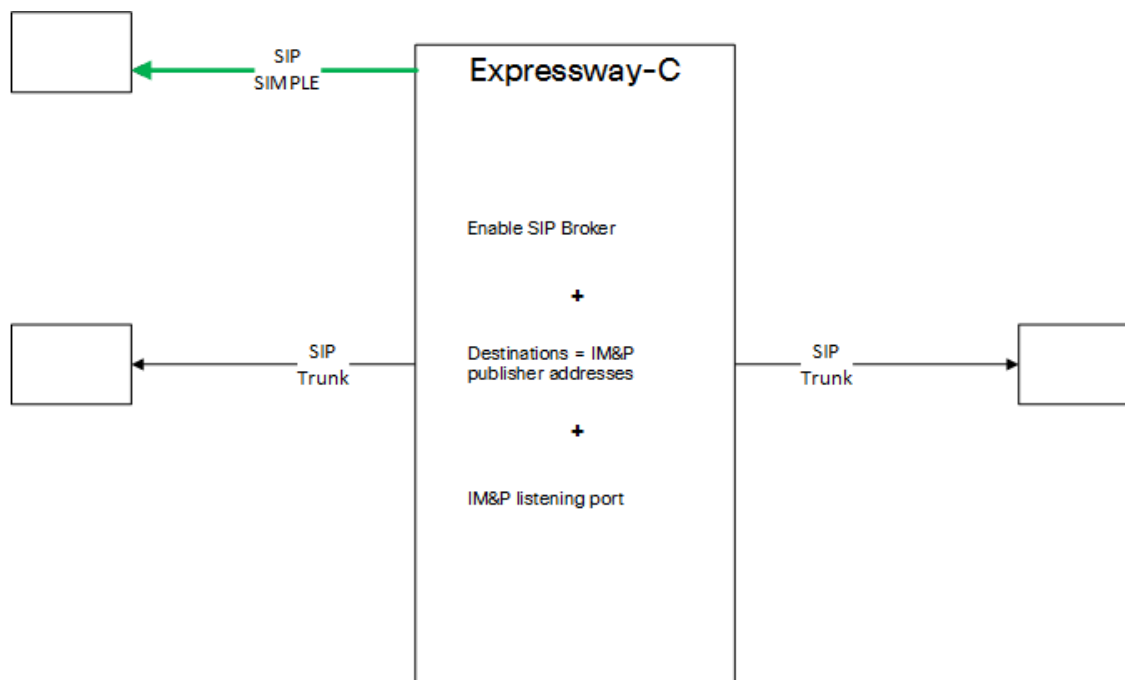 SIP
SIMPLE
Expressway-C
Enable SIP Broker
+
SIP
Trunk
Destinations = IM&P
publisher addresses
SIP
Trunk
+
IM&P listening port